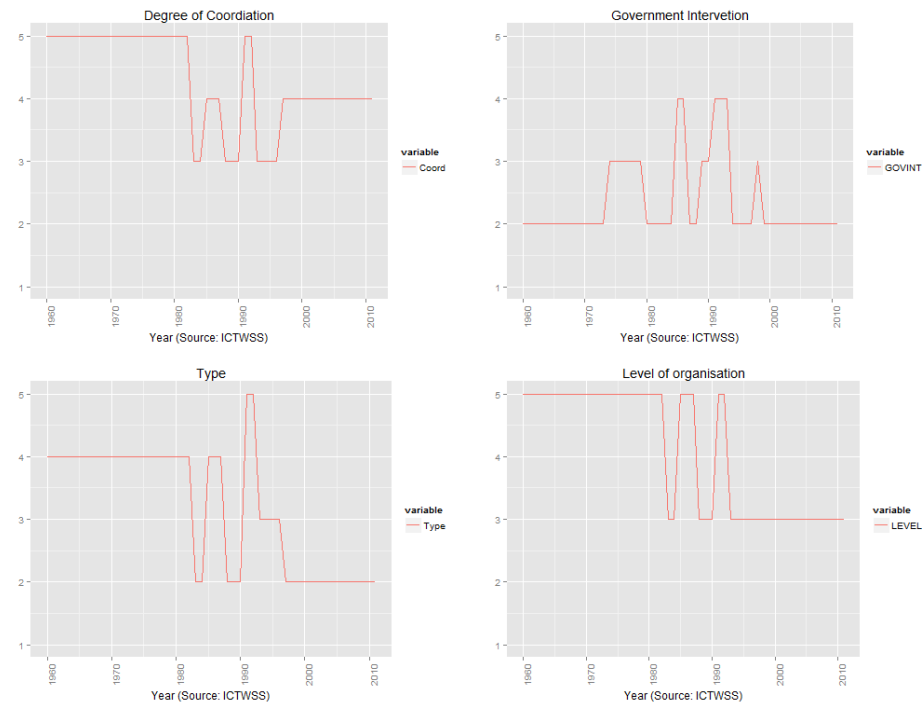 Degree of Coordiation
5
4
3
2
1
1960
1970
1980
1990
2000
2010
Year (Source: ICTWSS)
variable
Coord
Government Intervetion
5
4
3
2
1
1960
1970
1980
1990
2000
2010
Year (Source: ICTWSS)
variable
GOVINT
Type
5
4
3
2
1
1960
1970
1980
1990
2000
2010
Year (Source: ICTWSS)
variable
Type
Level of organisation
5
4
3
2
1
1960
1970
1980
1990
2000
2010
Year (Source: ICTWSS)
variable
LEVEL